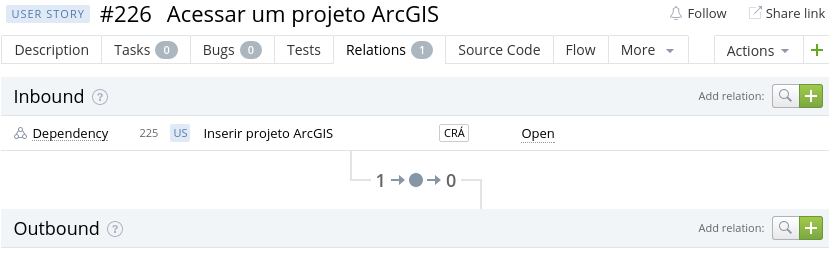 USER STORY #226 Acessar um projeto ArcGIS Follow Share link
Description Tasks 0 Bugs 0 Tests Relations 1 Source Code Flow More Actions +
Inbound ? Add relation: +
Dependency 225 US Inserir projeto ArcGIS CRÁ Open
1 → → 0
Outbound ? Add relation: +